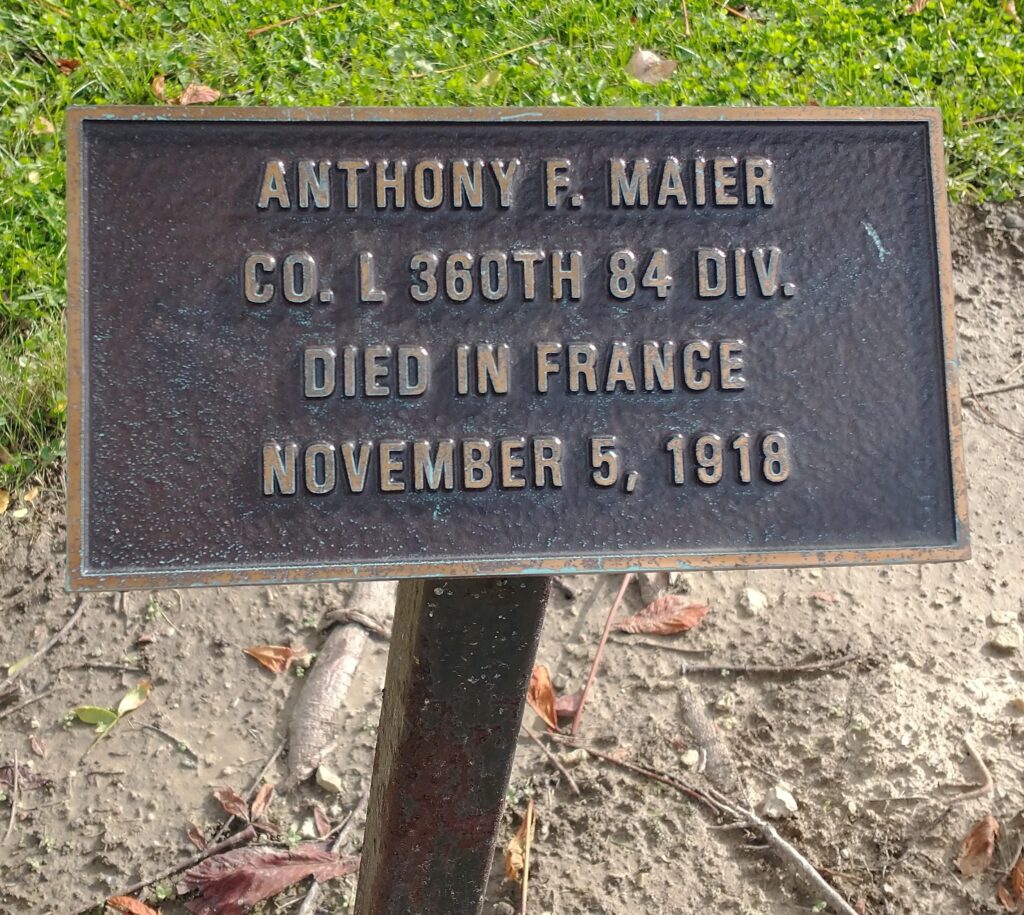 ANTHONY F. MAIER
CO. L 360TH 84 DIV.
DIED IN FRANCE
NOVEMBER 5, 1918